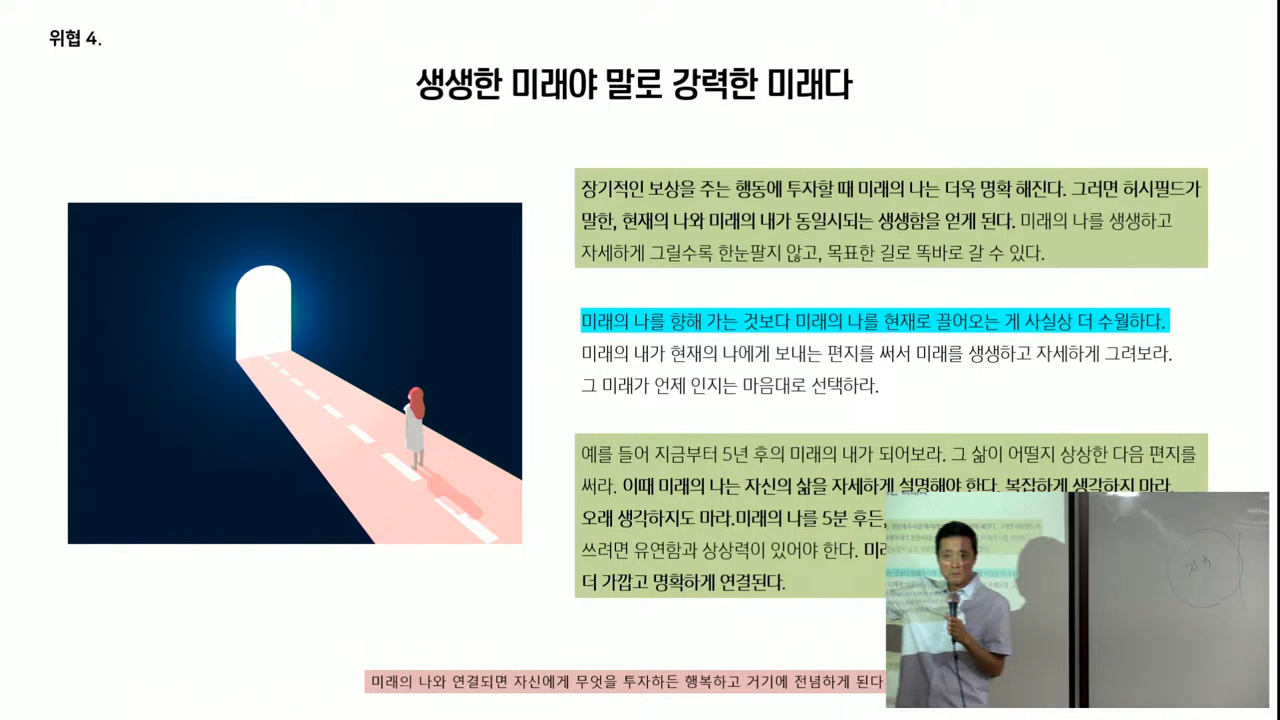 위협 4.
생생한 미래야 말로 강력한 미래다
장기적인 보상을 주는 행동에 투자할 때 미래의 나는 더욱 명확 해진다. 그러면 허시필드가
말한, 현재의 나와 미래의 내가 동일시되는 생생함을 얻게 된다. 미래의 나를 생생하고
자세하게 그릴수록 한눈팔지 않고, 목표한 길로 똑바로 갈 수 있다.
미래의 나를 향해 가는 것보다 미래의 나를 현재로 끌어오는 게 사실상 더 수월하다.
미래의 내가 현재의 나에게 보내는 편지를 써서 미래를 생생하고 자세하게 그려보라.
그 미래가 언제 인지는 마음대로 선택하라.
예를 들어 지금부터 5년 후의 미래의 내가 되어보라. 그 삶이 어떨지 상상한 다음 편지를
써라. 이때 미래의 나는 자신의 삶을 자세하게 설명해야 한다. 복잡하게 생각하지 마라.
오래 생각하지도 마라.미래의 나를 5분 후든,
쓰려면 유연함과 상상력이 있어야 한다.
더 가깝고 명확하게 연결된다.
미래의 나와 연결되면 자신에게 무엇을 투자하든 행복하고 거기에 전념하게 된다